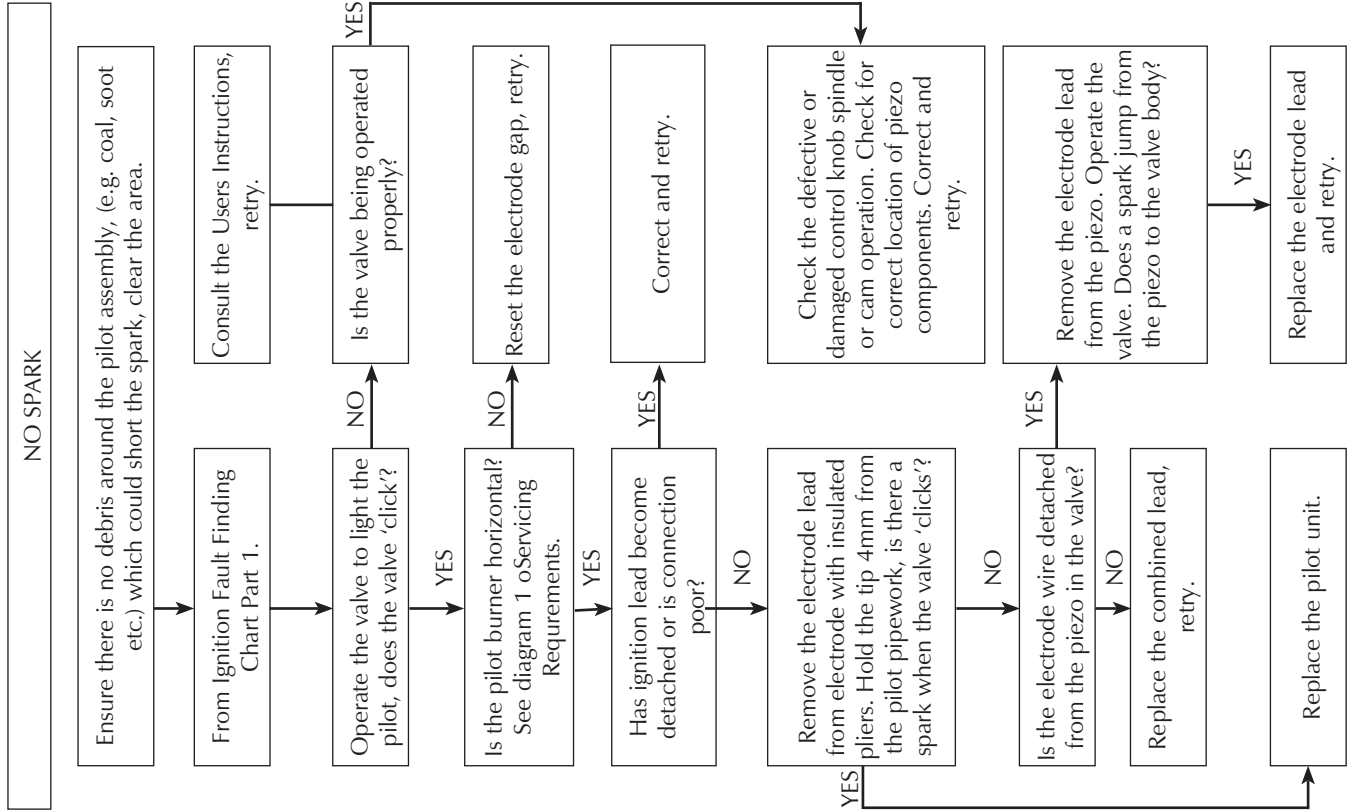 NO SPARK
Ensure there is no debris around the pilot assembly, (e.g. coal, soot
etc.) which could short the spark, clear the area.
From Ignition Fault Finding
Chart Part 1.
Consult the Users Instructions,
retry.
Operate the valve to light the
pilot, does the valve ‘click’?
NO
Is the valve being operated
properly?
YES
YES
Is the pilot burner horizontal?
See diagram 1 oServicing
Requrements.
NO
Reset the electrode gap, retry.
YES
Has ignition lead become
detached or is connection
poor?
YES
Correct and retry.
NO
Remove the electrode lead
from electrode with insulated
pliers. Hold the tip 4mm from
the pilot pipework, is there a
spark when the valve ‘clicks’?
Check the defective or
damaged control knob spindle
or cam operation. Check for
correct location of piezo
components. Correct and
retry.
YES
NO
Is the electrode wire detached
from the piezo in the valve?
YES
Remove the electrode lead
from the piezo. Operate the
valve. Does a spark jump from
the piezo to the valve body?
NO
Replace the combined lead,
retry.
YES
Replace the pilot unit.
Replace the electrode lead
and retry.